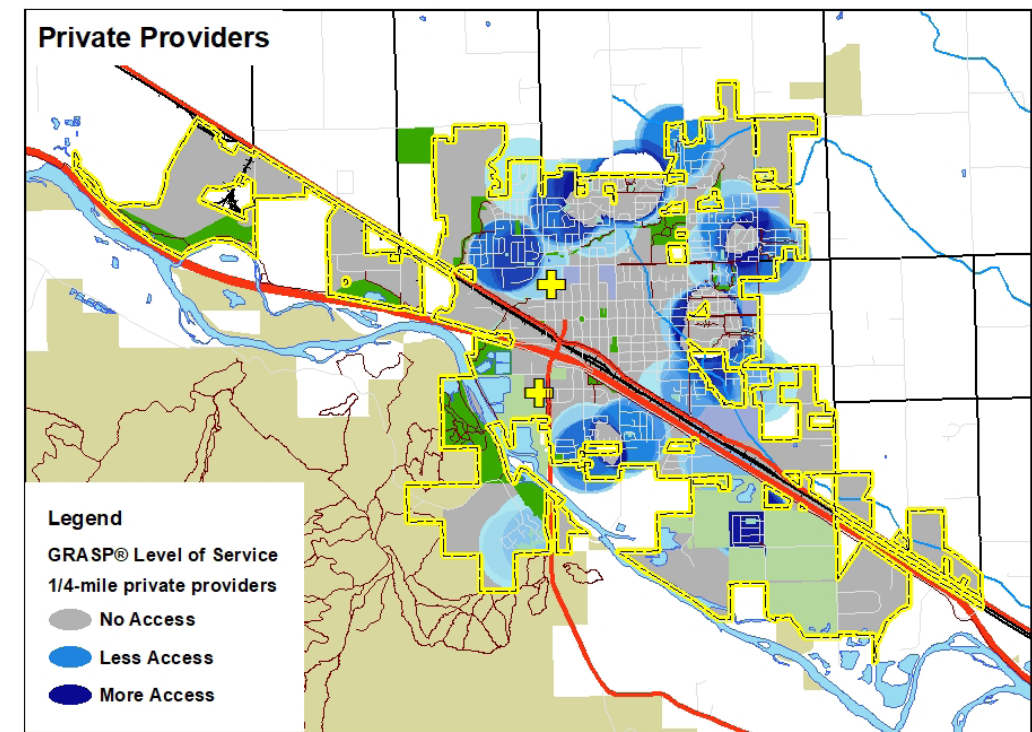 Private Providers
Legend
GRASP® Level of Service
1/4-mile private providers
No Access
Less Access
More Access